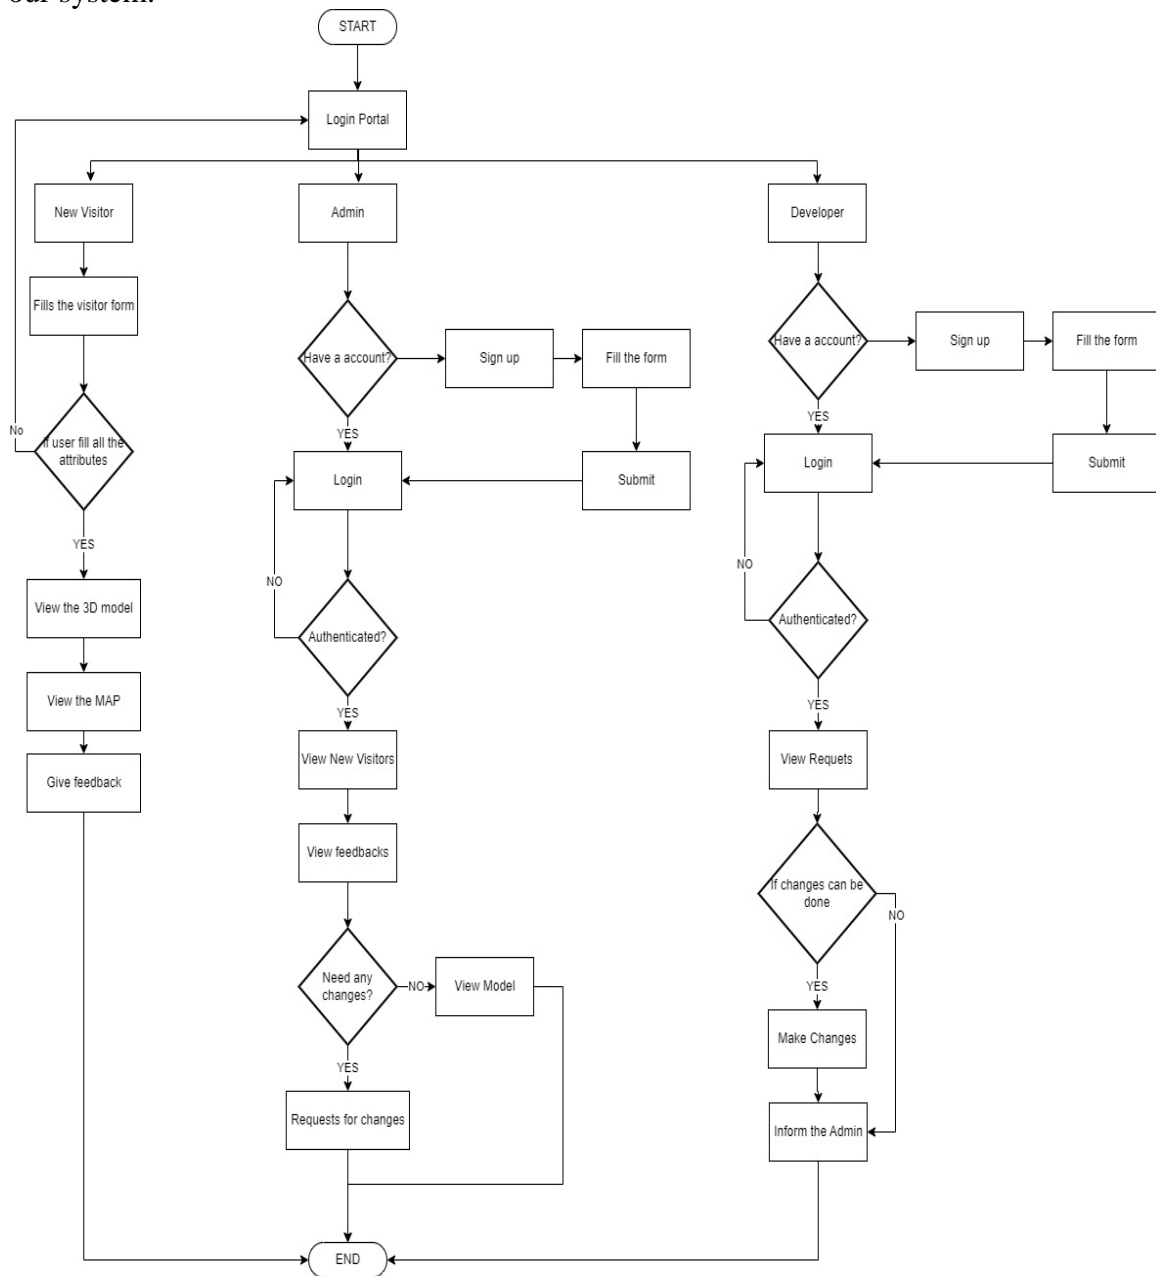 our system.
START
Login Portal
New Visitor
Admin
Developer
Fills the visitor form
Have a account?
Sign up
Fill the form
Have a account?
Sign up
Fill the form
No
If user fill all the
attributes
YES
YES
Login
Submit
Login
Submit
YES
NO
NO
View the 3D model
Authenticated?
Authenticated?
View the MAP
YES
YES
Give feedback
View New Visitors
View Requets
View feedbacks
If changes can be
done
NO
Need any
changes?
NO
View Model
YES
Make Changes
YES
Requests for changes
Inform the Admin
END